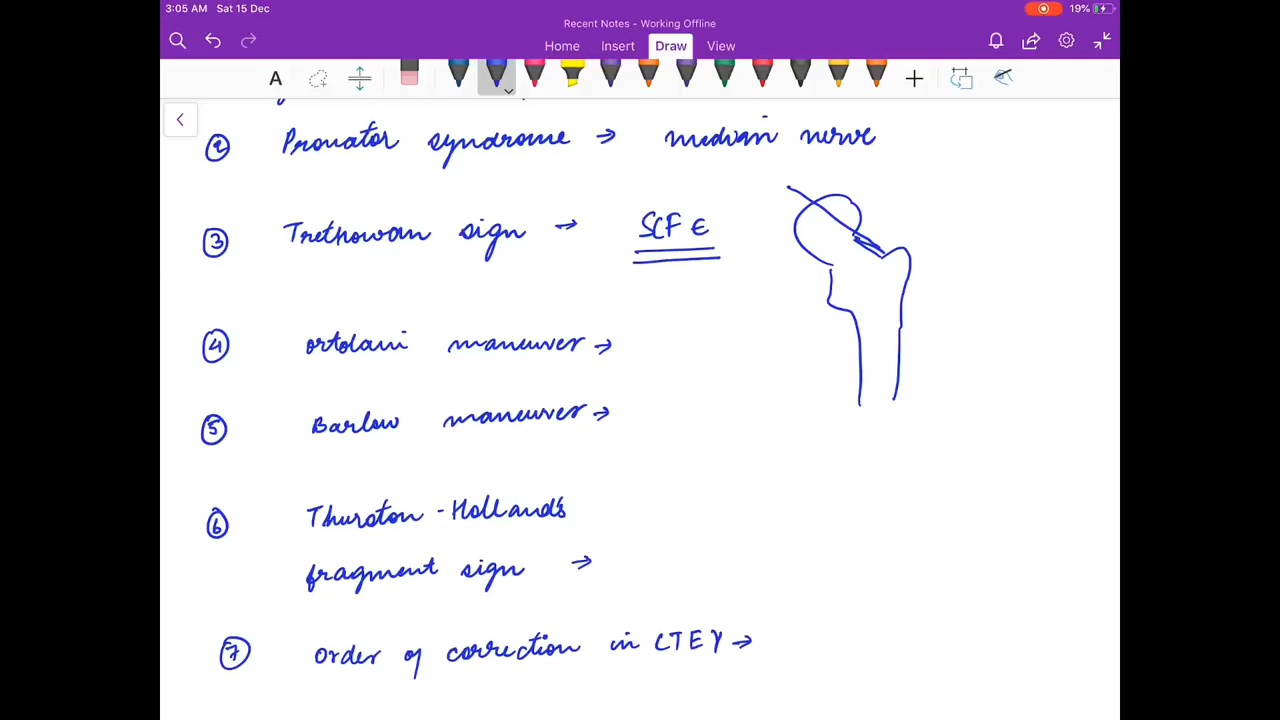 3:05 AM Sat 15 Dec
19%
Recent Notes - Working Offline
Home Insert Draw View
A
2 Pronator syndrome → median nerve
3 Trethowan sign → SCFE
4 ortolani maneuver →
5 Barlow maneuver →
6 Thurston - Holland's
fragment sign →
7 order of correction in CTEV →